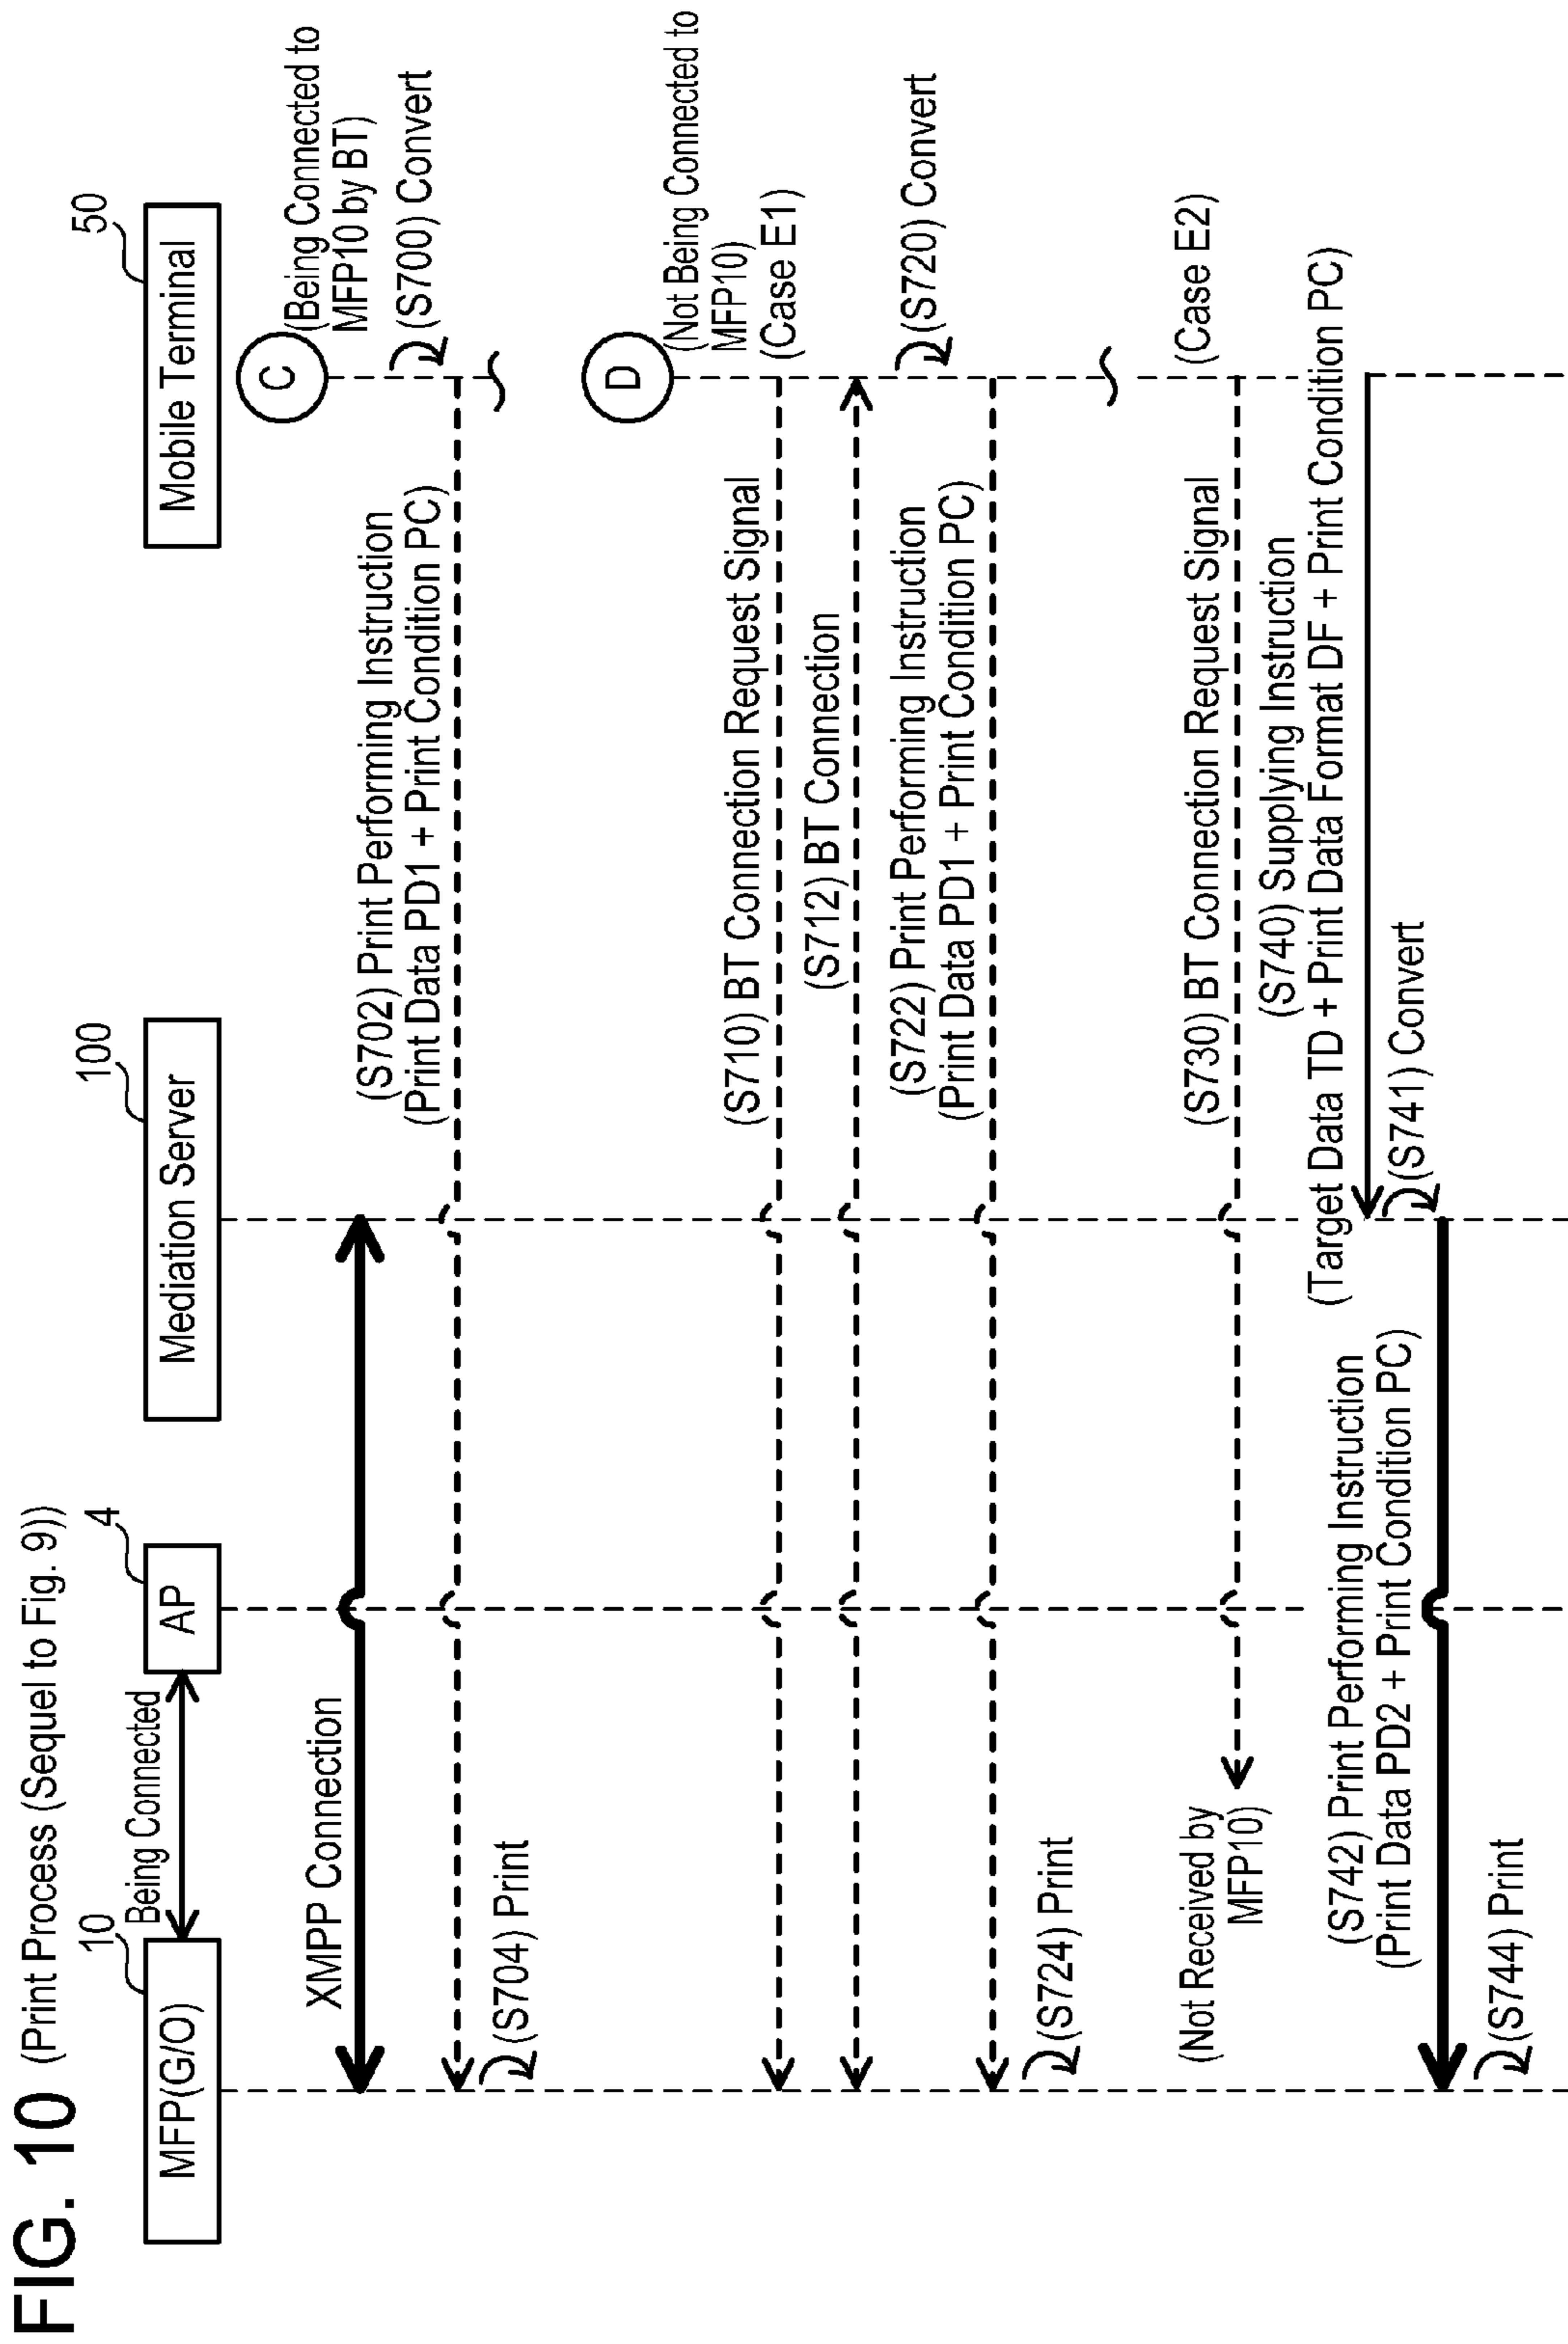 FIG. 10 (Print Process (Sequel to Fig. 9))
10
4
100
50
MFP(G/O)
Being Connected
AP
Mediation Server
Mobile Terminal
C
(Being Connected to
MFP10 by BT)
XMPP Connection
(S700) Convert
(S702) Print Performing Instruction
(Print Data PD1 + Print Condition PC)
(S704) Print
D
(Not Being Connected to
MFP10)
(Case E1)
(S710) BT Connection Request Signal
(S712) BT Connection
(S720) Convert
(S722) Print Performing Instruction
(Print Data PD1 + Print Condition PC)
(S724) Print
(Case E2)
(S730) BT Connection Request Signal
(Not Received by
MFP10)
(S740) Supplying Instruction
(Target Data TD + Print Data Format DF + Print Condition PC)
(S741) Convert
(S742) Print Performing Instruction
(Print Data PD2 + Print Condition PC)
(S744) Print